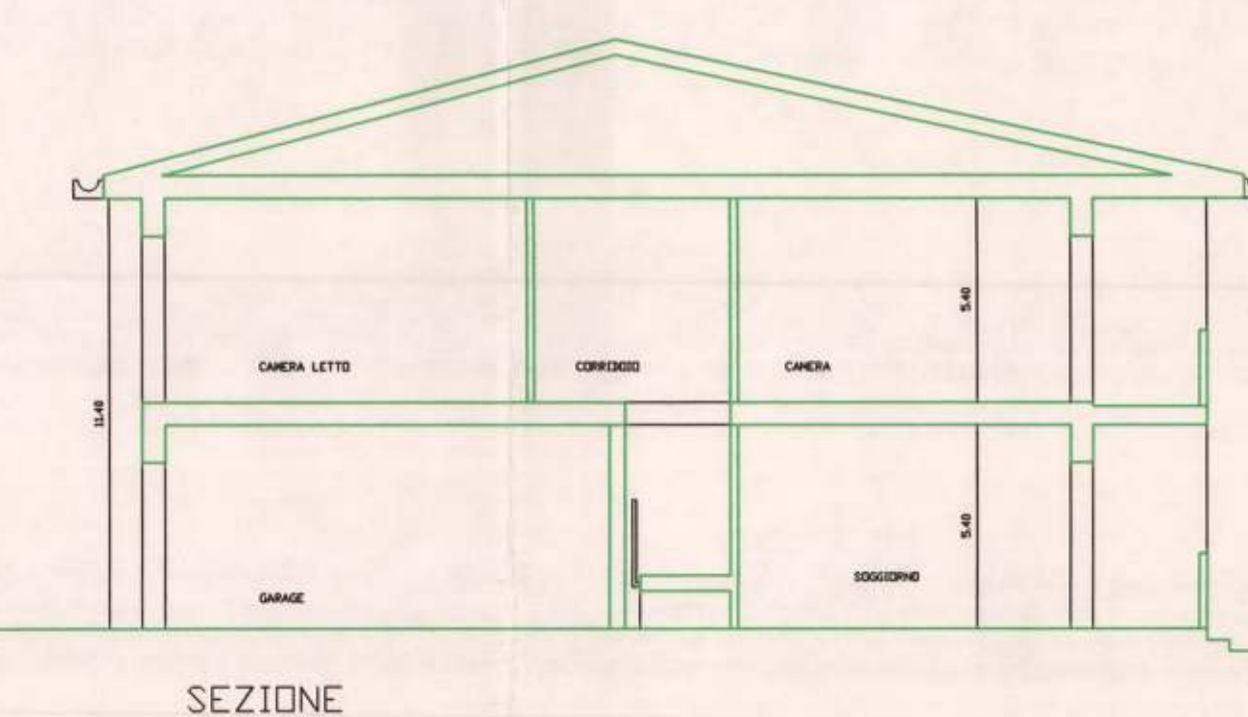 5.40
CAMERA LETTO
CORRIDOIO
CAMERA
11.40
5.40
SOGGIORNO
GARAGE
SEZIONE